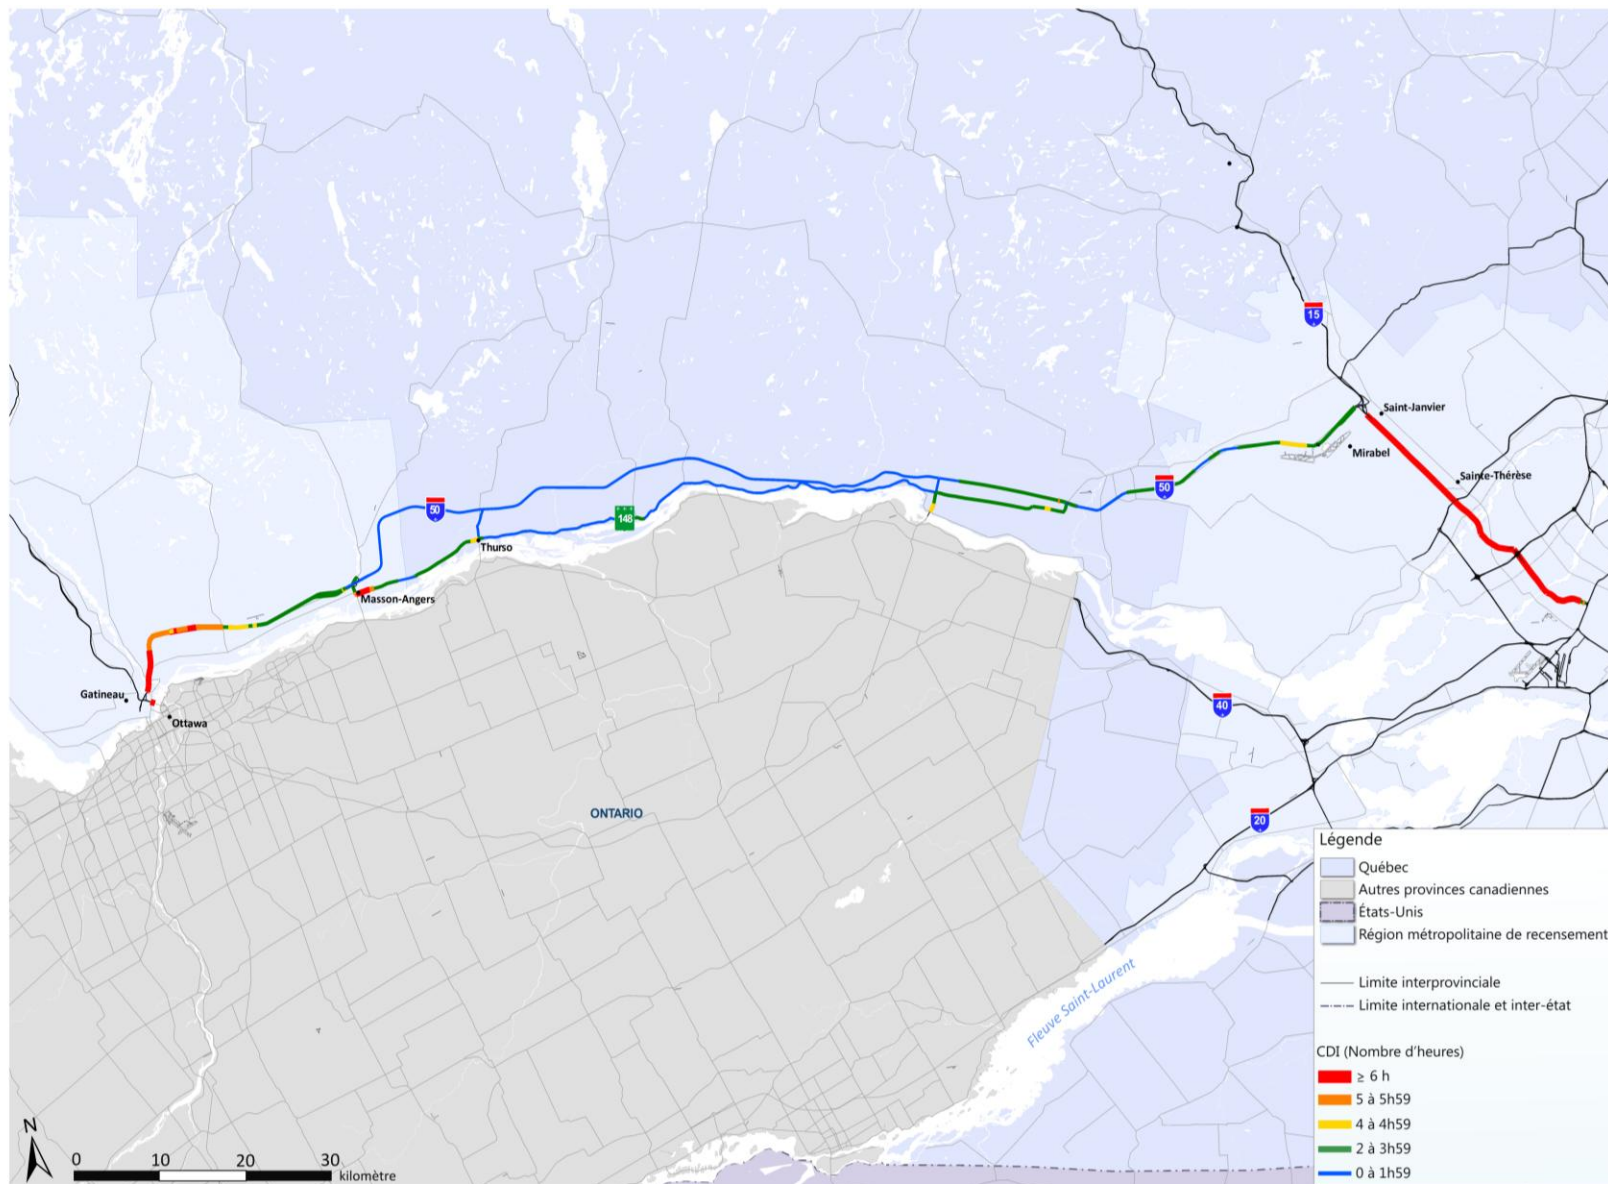 15
Saint-Janvier
Mirabel
Sainte-Thérèse
50
50
148
Thurso
Masson-Angers
Gatineau
Ottawa
40
ONTARIO
20
Fleuve Saint-Laurent
Légende
Québec
Autres provinces canadiennes
États-Unis
Région métropolitaine de recensement
Limite interprovinciale
Limite internationale et inter-état
CDI (Nombre d'heures)
≥ 6 h
5 à 5h59
4 à 4h59
2 à 3h59
0 à 1h59
N
0 10 20 30
kilomètre